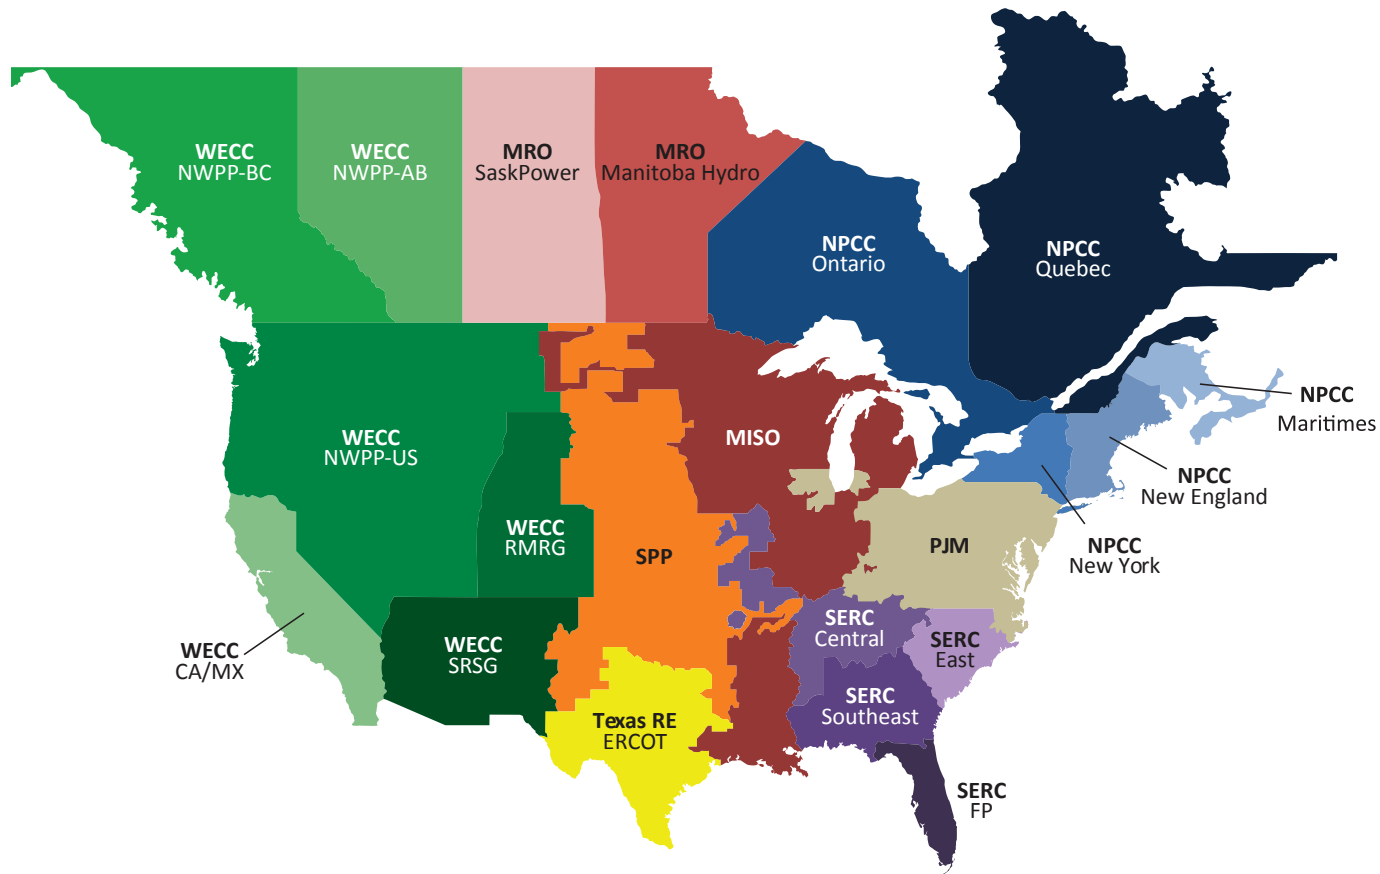 WECC
NWPP-BC
WECC
NWPP-AB
MRO
SaskPower
MRO
Manitoba Hydro
NPCC
Ontario
NPCC
Quebec
NPCC
Maritimes
WECC
NWPP-US
MISO
NPCC
New England
WECC
RMRG
SPP
PJM
NPCC
New York
WECC
CA/MX
WECC
SRSG
SERC
Central
SERC
East
SERC
Southeast
Texas RE
ERCOT
SERC
FP